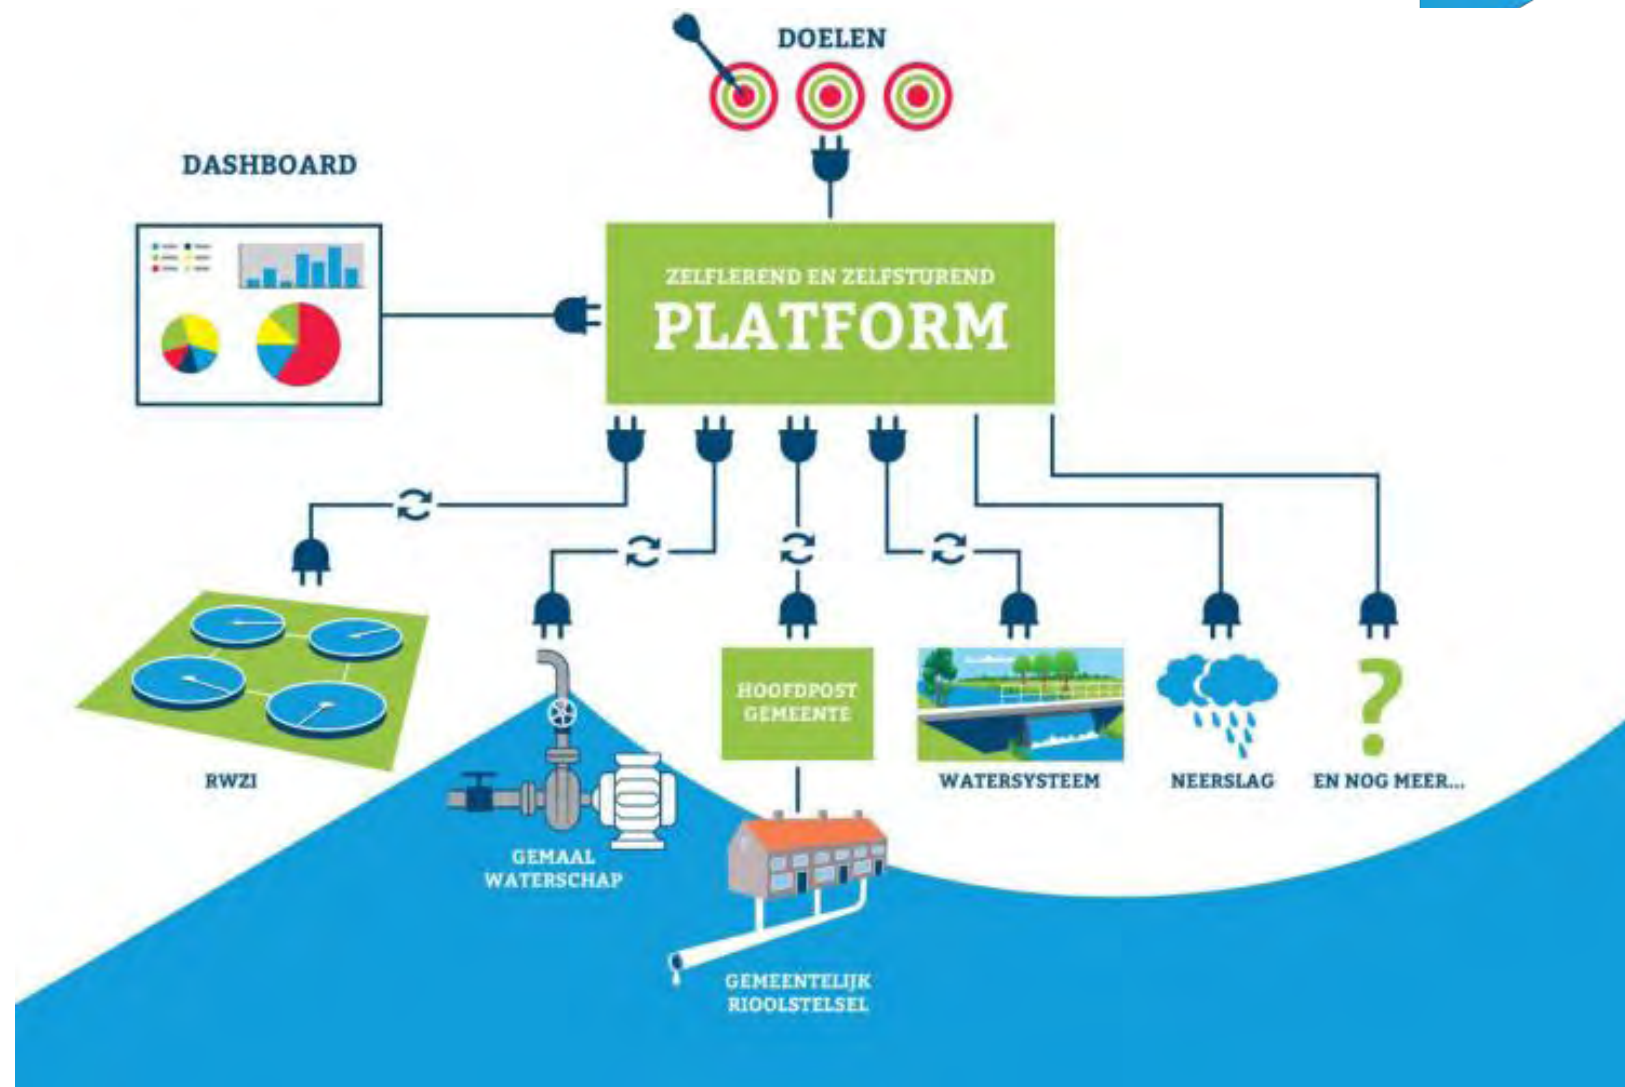 DOELEN
DASHBOARD
ZELFLEREND EN ZELFSTUREND
PLATFORM
HOOFDPOST
GEMEENTE
RWZI
WATERSYSTEEM
NEERSLAG
EN NOG MEER...
GEMAAL
WATERSCHAP
GEMEENTELIJK
RIOOLSTELSEL